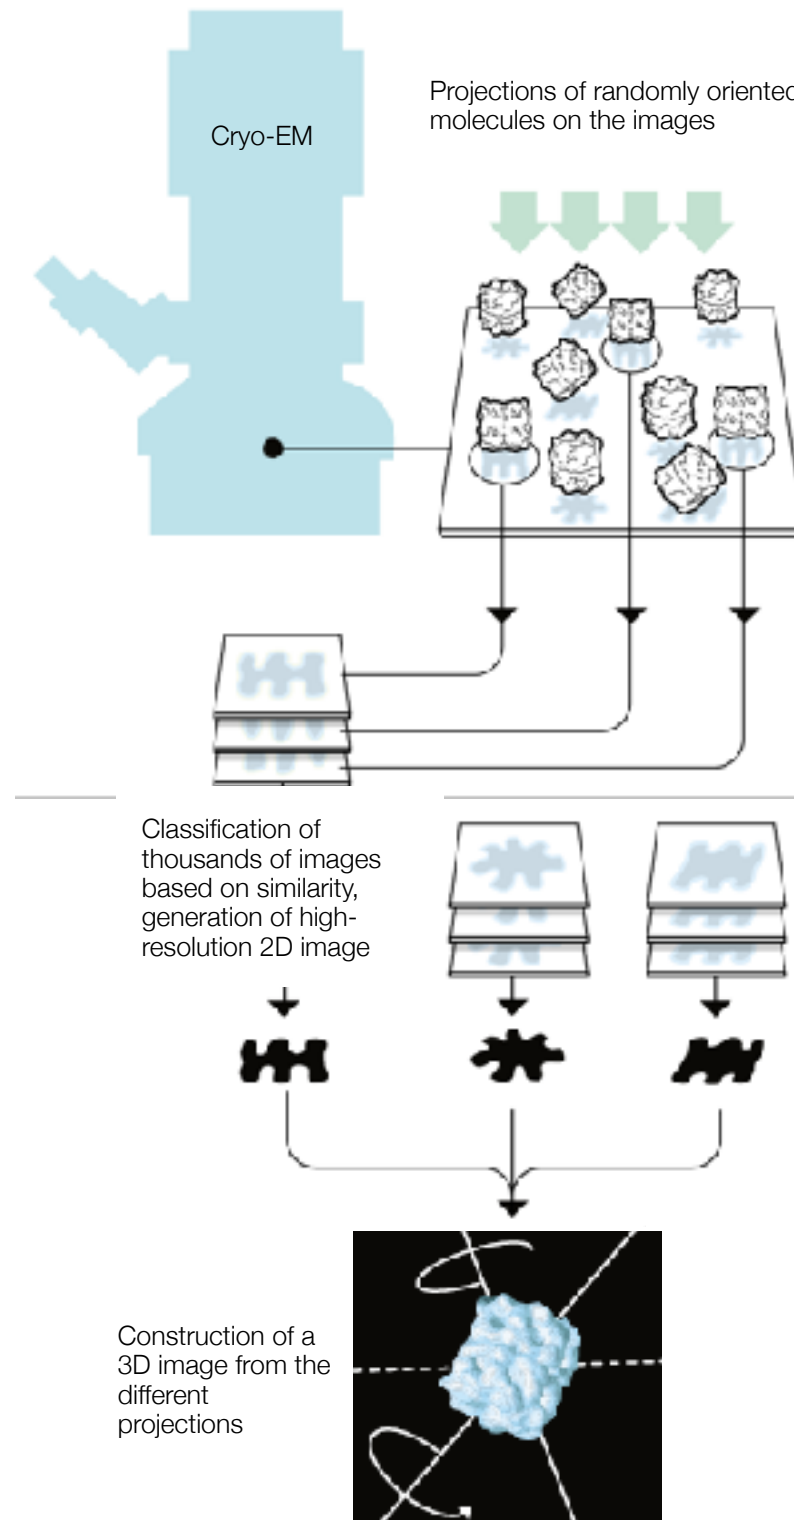 Cryo-EM
Projections of randomly oriented
molecules on the images
Classification of
thousands of images
based on similarity,
generation of high-
resolution 2D image
Construction of a
3D image from the
different
projections